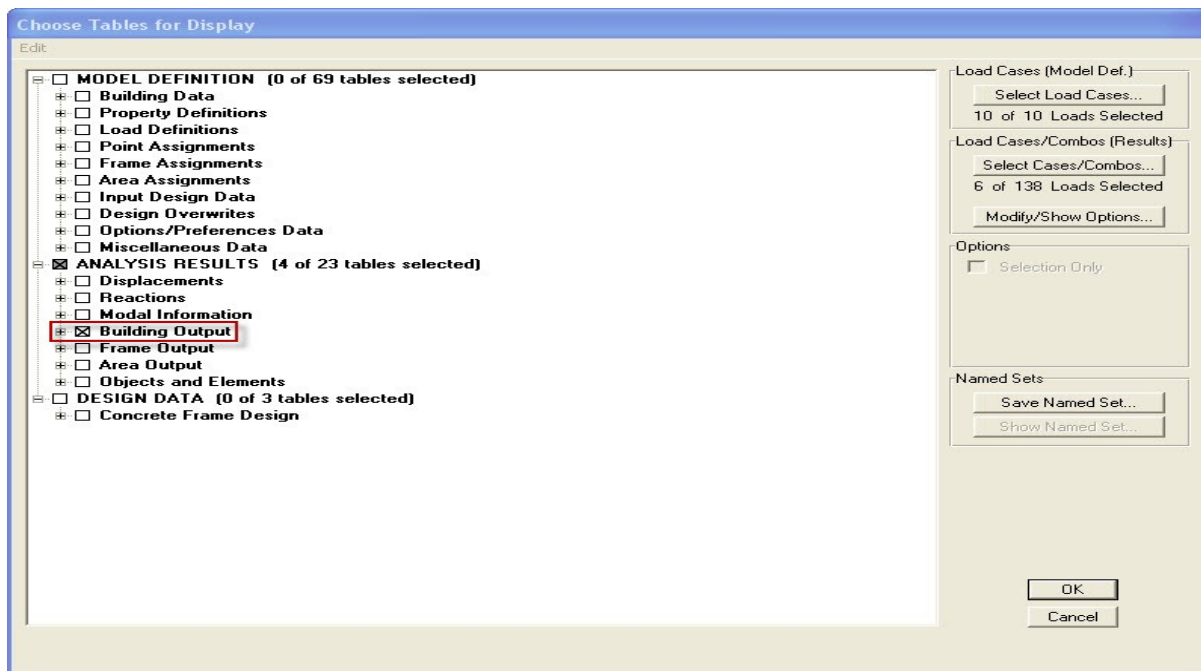 Choose Tables for Display
Edit
MODEL DEFINITION (0 of 69 tables selected)
Building Data
Property Definitions
Load Definitions
Point Assignments
Frame Assignments
Area Assignments
Input Design Data
Design Overwrites
Options/Preferences Data
Miscellaneous Data
ANALYSIS RESULTS (4 of 23 tables selected)
Displacements
Reactions
Modal Information
Building Output
Frame Output
Area Output
Objects and Elements
DESIGN DATA (0 of 3 tables selected)
Concrete Frame Design
Load Cases (Model Def.)
Select Load Cases...
10 of 10 Loads Selected
Load Cases/Combos (Results)
Select Cases/Combos...
6 of 138 Loads Selected
Modify/Show Options...
Options
Selection Only
Named Sets
Save Named Set...
Show Named Set...
OK
Cancel